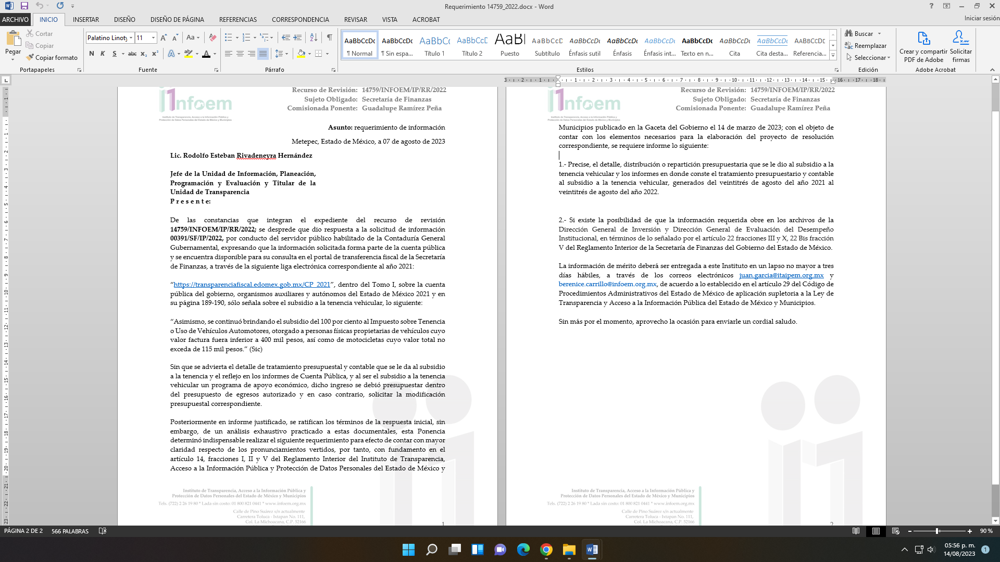 Requerimiento 14759_2022.docx - Word
ARCHIVO INICIO INSERTAR DISEÑO DISEÑO DE PÁGINA REFERENCIAS CORRESPONDENCIA REVISAR VISTA ACROBAT Iniciar sesión
Pegar
Cortar
Copiar
Copiar formato
Portapapeles
Palatino Linoty 11
N K S abc x₂ x²
Fuente
Párrafo
AaBbCcDc AaBbCcDc AaBbCc AaBbCcD AaBl AaBbCcD AaBbCcDc AaBbCcDc AaBbCcDc AaBbCcDc AaBbCcDc AaBbCcDc AaBbCcDc
¶ Normal ¶ Sin espa... Título 1 Título 2 Puesto Subtítulo Énfasis sutil Énfasis Énfasis int... Texto en n... Cita Cita desta... Referencia...
Estilos
Buscar
Reemplazar
Seleccionar
Edición
Crear y compartir PDF de Adobe
Solicitar firmas
Adobe Acrobat
Infoem
Instituto de Transparencia, Acceso a la Información Pública y
Protección de Datos Personales del Estado de México y Municipios
Recurso de Revisión: 14759/INFOEM/IP/RR/2022
Sujeto Obligado: Secretaría de Finanzas
Comisionada Ponente: Guadalupe Ramírez Peña
Asunto: requerimiento de información
Metepec, Estado de México, a 07 de agosto de 2023
Lic. Rodolfo Esteban Rivadeneyra Hernández
Jefe de la Unidad de Información, Planeación,
Programación y Evaluación y Titular de la
Unidad de Transparencia
P r e s e n t e:
De las constancias que integran el expediente del recurso de revisión
14759/INFOEM/IP/RR/2022; se desprede que dio respuesta a la solicitud de información
00391/SF/IP/2022, por conducto del servidor público habilitado de la Contaduría General
Gubernamental, expresando que la información solicitada forma parte de la cuenta pública
y se encuentra disponible para su consulta en el portal de transferencia fiscal de la Secretaría
de Finanzas, a través de la siguiente liga electrónica correspondiente al año 2021:
“https://transparenciafiscal.edomex.gob.mx/CP_2021”, dentro del Tomo I, sobre la cuenta
pública del gobierno, organismos auxiliares y autónomos del Estado de México 2021 y en
su página 189-190, sólo señala sobre el subsidio a la tenencia vehicular, lo siguiente:
“Asimismo, se continuó brindando el subsidio del 100 por ciento al Impuesto sobre Tenencia
o Uso de Vehículos Automotores, otorgado a personas físicas propietarias de vehículos cuyo
valor factura fuera inferior a 400 mil pesos, así como de motocicletas cuyo valor total no
exceda de 115 mil pesos.” (Sic)
Sin que se advierta el detalle de tratamiento presupuestal y contable que se le da al subsidio
a la tenencia y el reflejo en los informes de Cuenta Pública, y al ser el subsidio a la tenencia
vehicular un programa de apoyo económico, dicho ingreso se debió presupuestar dentro
del presupuesto de egresos autorizado y en caso contrario, solicitar la modificación
presupuestal correspondiente.
Posteriormente en informe justificado, se ratifican los términos de la respuesta inicial, sin
embargo, de un análisis exhaustivo practicado a estas documentales, esta Ponencia
determinó indispensable realizar el siguiente requerimiento para efecto de contar con mayor
claridad respecto de los pronunciamientos vertidos, por tanto, con fundamento en el
artículo 14, fracciones I, II y V del Reglamento Interior del Instituto de Transparencia,
Acceso a la Información Pública y Protección de Datos Personales del Estado de México y
Instituto de Transparencia, Acceso a la Información Pública y
Protección de Datos Personales del Estado de México y Municipios
Tels. (722) 2 26 19 80 * Lada sin costo: 01 800 821 0441 * www.infoem.org.mx
Calle de Pino Suárez s/n actualmente
Carretera Toluca - Ixtapan No. 111,
Col. La Michoacana, C.P. 52166
1
Infoem
Instituto de Transparencia, Acceso a la Información Pública y
Protección de Datos Personales del Estado de México y Municipios
Recurso de Revisión: 14759/INFOEM/IP/RR/2022
Sujeto Obligado: Secretaría de Finanzas
Comisionada Ponente: Guadalupe Ramírez Peña
Municipios publicado en la Gaceta del Gobierno el 14 de marzo de 2023; con el objeto de
contar con los elementos necesarios para la elaboración del proyecto de resolución
correspondiente, se requiere informe lo siguiente:
1.- Precise, el detalle, distribución o repartición presupuestaria que se le dio al subsidio a la
tenencia vehicular y los informes en donde conste el tratamiento presupuestario y contable
al subsidio a la tenencia vehicular, generados del veintitrés de agosto del año 2021 al
veintitrés de agosto del año 2022.
2.- Si existe la posibilidad de que la información requerida obre en los archivos de la
Dirección General de Inversión y Dirección General de Evaluación del Desempeño
Institucional, en términos de lo señalado por el artículo 22 fracciones III y X, 22 Bis fracción
V del Reglamento Interior de la Secretaría de Finanzas del Gobierno del Estado de México.
La información de mérito deberá ser entregada a este Instituto en un lapso no mayor a tres
días hábiles, a través de los correos electrónicos juan.garcia@itaipem.org.mx y
berenice.carrillo@infoem.org.mx, de acuerdo a lo establecido en el artículo 29 del Código de
Procedimientos Administrativos del Estado de México de aplicación supletoria a la Ley de
Transparencia y Acceso a la Información Pública del Estado de México y Municipios.
Sin más por el momento, aprovecho la ocasión para enviarle un cordial saludo.
Instituto de Transparencia, Acceso a la Información Pública y
Protección de Datos Personales del Estado de México y Municipios
Tels. (722) 2 26 19 80 * Lada sin costo: 01 800 821 0441 * www.infoem.org.mx
Calle de Pino Suárez s/n actualmente
Carretera Toluca - Ixtapan No. 111,
Col. La Michoacana, C.P. 52166
2
PÁGINA 2 DE 2 566 PALABRAS 90 %
05:56 p. m.
14/08/2023
1